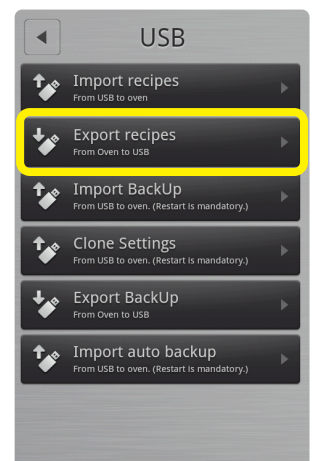 USB
Import recipes
From USB to oven
Export recipes
From Oven to USB
Import BackUp
From USB to oven. (Restart is mandatory.)
Clone Settings
From USB to oven. (Restart is mandatory.)
Export BackUp
From Oven to USB
Import auto backup
From USB to oven. (Restart is mandatory.)